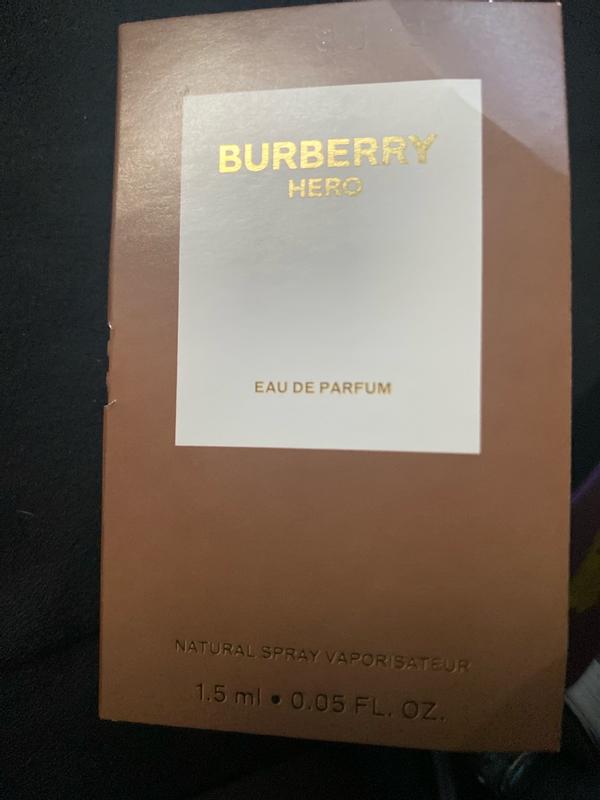 BURBERRY
HERO
EAU DE PARFUM
NATURAL SPRAY VAPORISATEUR
1.5 ml • 0.05 FL. OZ.